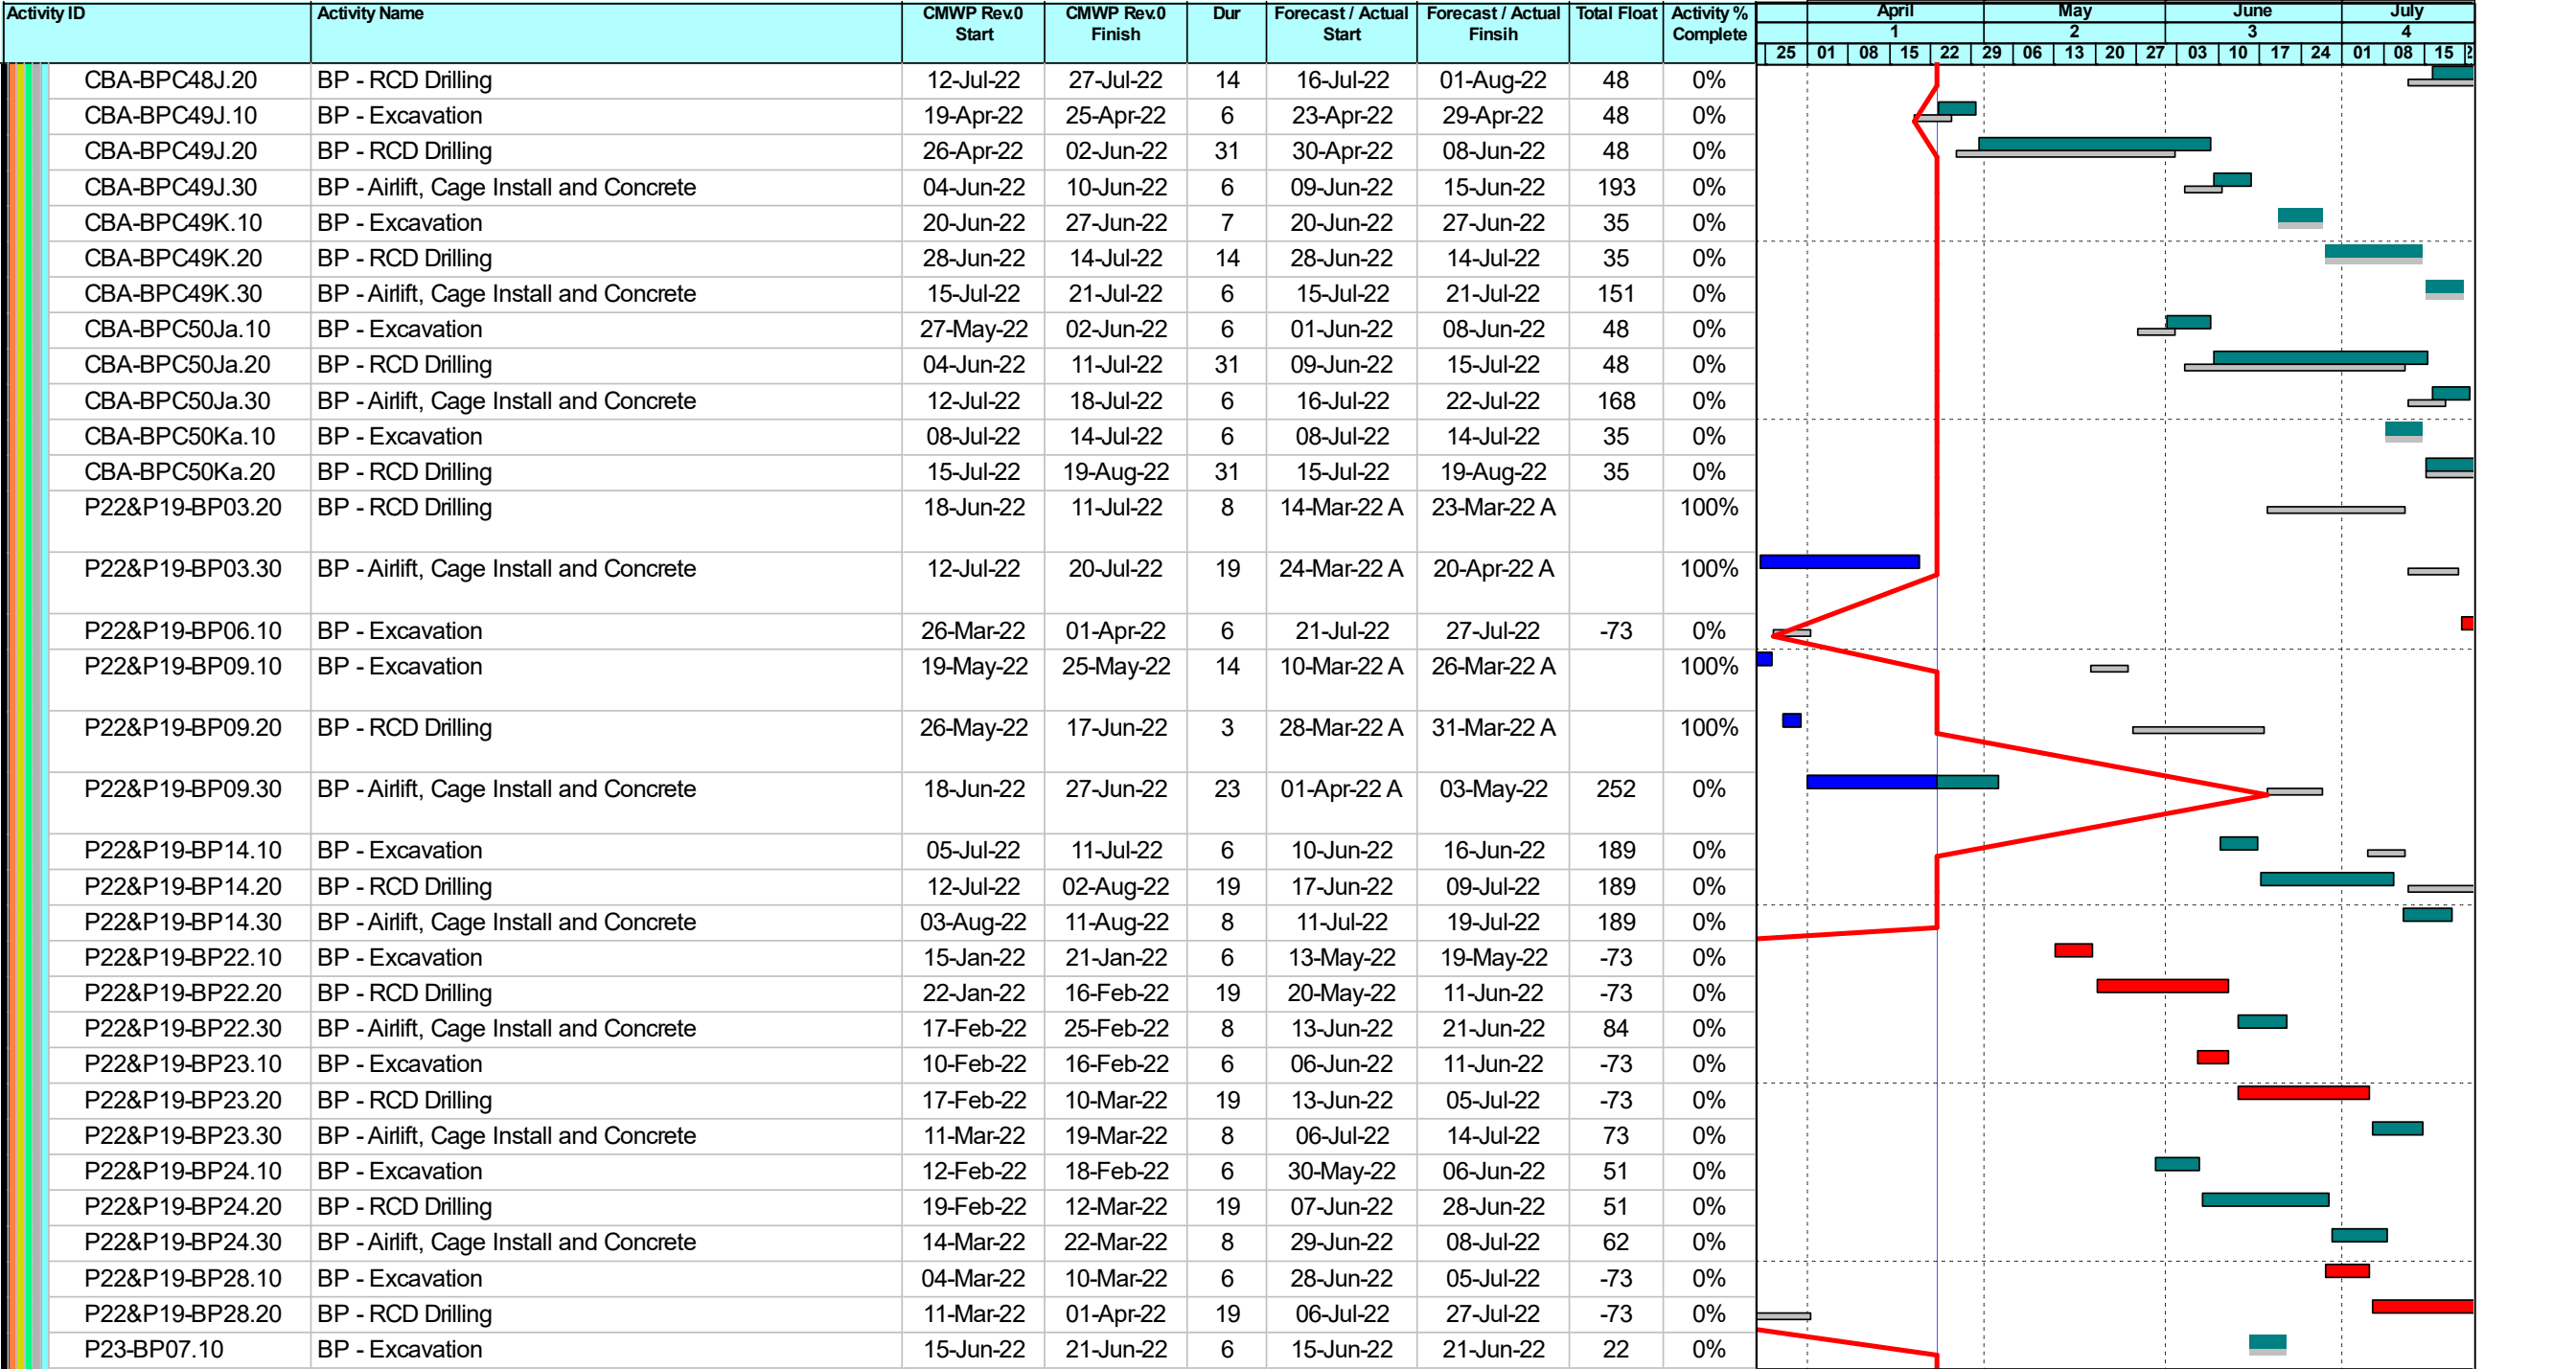 Activity ID Activity Name CMWP Rev.0 Start CMWP Rev.0 Finish Dur Forecast / Actual Start Forecast / Actual Finsih Total Float Activity % Complete April May June July
1 2 3 4
25 01 08 15 22 29 06 13 20 27 03 10 17 24 01 08 15
CBA-BPC48J.20 BP - RCD Drilling 12-Jul-22 27-Jul-22 14 16-Jul-22 01-Aug-22 48 0%
CBA-BPC49J.10 BP - Excavation 19-Apr-22 25-Apr-22 6 23-Apr-22 29-Apr-22 48 0%
CBA-BPC49J.20 BP - RCD Drilling 26-Apr-22 02-Jun-22 31 30-Apr-22 08-Jun-22 48 0%
CBA-BPC49J.30 BP - Airlift, Cage Install and Concrete 04-Jun-22 10-Jun-22 6 09-Jun-22 15-Jun-22 193 0%
CBA-BPC49K.10 BP - Excavation 20-Jun-22 27-Jun-22 7 20-Jun-22 27-Jun-22 35 0%
CBA-BPC49K.20 BP - RCD Drilling 28-Jun-22 14-Jul-22 14 28-Jun-22 14-Jul-22 35 0%
CBA-BPC49K.30 BP - Airlift, Cage Install and Concrete 15-Jul-22 21-Jul-22 6 15-Jul-22 21-Jul-22 151 0%
CBA-BPC50Ja.10 BP - Excavation 27-May-22 02-Jun-22 6 01-Jun-22 08-Jun-22 48 0%
CBA-BPC50Ja.20 BP - RCD Drilling 04-Jun-22 11-Jul-22 31 09-Jun-22 15-Jul-22 48 0%
CBA-BPC50Ja.30 BP - Airlift, Cage Install and Concrete 12-Jul-22 18-Jul-22 6 16-Jul-22 22-Jul-22 168 0%
CBA-BPC50Ka.10 BP - Excavation 08-Jul-22 14-Jul-22 6 08-Jul-22 14-Jul-22 35 0%
CBA-BPC50Ka.20 BP - RCD Drilling 15-Jul-22 19-Aug-22 31 15-Jul-22 19-Aug-22 35 0%
P22&P19-BP03.20 BP - RCD Drilling 18-Jun-22 11-Jul-22 8 14-Mar-22 A 23-Mar-22 A 100%
P22&P19-BP03.30 BP - Airlift, Cage Install and Concrete 12-Jul-22 20-Jul-22 19 24-Mar-22 A 20-Apr-22 A 100%
P22&P19-BP06.10 BP - Excavation 26-Mar-22 01-Apr-22 6 21-Jul-22 27-Jul-22 -73 0%
P22&P19-BP09.10 BP - Excavation 19-May-22 25-May-22 14 10-Mar-22 A 26-Mar-22 A 100%
P22&P19-BP09.20 BP - RCD Drilling 26-May-22 17-Jun-22 3 28-Mar-22 A 31-Mar-22 A 100%
P22&P19-BP09.30 BP - Airlift, Cage Install and Concrete 18-Jun-22 27-Jun-22 23 01-Apr-22 A 03-May-22 252 0%
P22&P19-BP14.10 BP - Excavation 05-Jul-22 11-Jul-22 6 10-Jun-22 16-Jun-22 189 0%
P22&P19-BP14.20 BP - RCD Drilling 12-Jul-22 02-Aug-22 19 17-Jun-22 09-Jul-22 189 0%
P22&P19-BP14.30 BP - Airlift, Cage Install and Concrete 03-Aug-22 11-Aug-22 8 11-Jul-22 19-Jul-22 189 0%
P22&P19-BP22.10 BP - Excavation 15-Jan-22 21-Jan-22 6 13-May-22 19-May-22 -73 0%
P22&P19-BP22.20 BP - RCD Drilling 22-Jan-22 16-Feb-22 19 20-May-22 11-Jun-22 -73 0%
P22&P19-BP22.30 BP - Airlift, Cage Install and Concrete 17-Feb-22 25-Feb-22 8 13-Jun-22 21-Jun-22 84 0%
P22&P19-BP23.10 BP - Excavation 10-Feb-22 16-Feb-22 6 06-Jun-22 11-Jun-22 -73 0%
P22&P19-BP23.20 BP - RCD Drilling 17-Feb-22 10-Mar-22 19 13-Jun-22 05-Jul-22 -73 0%
P22&P19-BP23.30 BP - Airlift, Cage Install and Concrete 11-Mar-22 19-Mar-22 8 06-Jul-22 14-Jul-22 73 0%
P22&P19-BP24.10 BP - Excavation 12-Feb-22 18-Feb-22 6 30-May-22 06-Jun-22 51 0%
P22&P19-BP24.20 BP - RCD Drilling 19-Feb-22 12-Mar-22 19 07-Jun-22 28-Jun-22 51 0%
P22&P19-BP24.30 BP - Airlift, Cage Install and Concrete 14-Mar-22 22-Mar-22 8 29-Jun-22 08-Jul-22 62 0%
P22&P19-BP28.10 BP - Excavation 04-Mar-22 10-Mar-22 6 28-Jun-22 05-Jul-22 -73 0%
P22&P19-BP28.20 BP - RCD Drilling 11-Mar-22 01-Apr-22 19 06-Jul-22 27-Jul-22 -73 0%
P23-BP07.10 BP - Excavation 15-Jun-22 21-Jun-22 6 15-Jun-22 21-Jun-22 22 0%